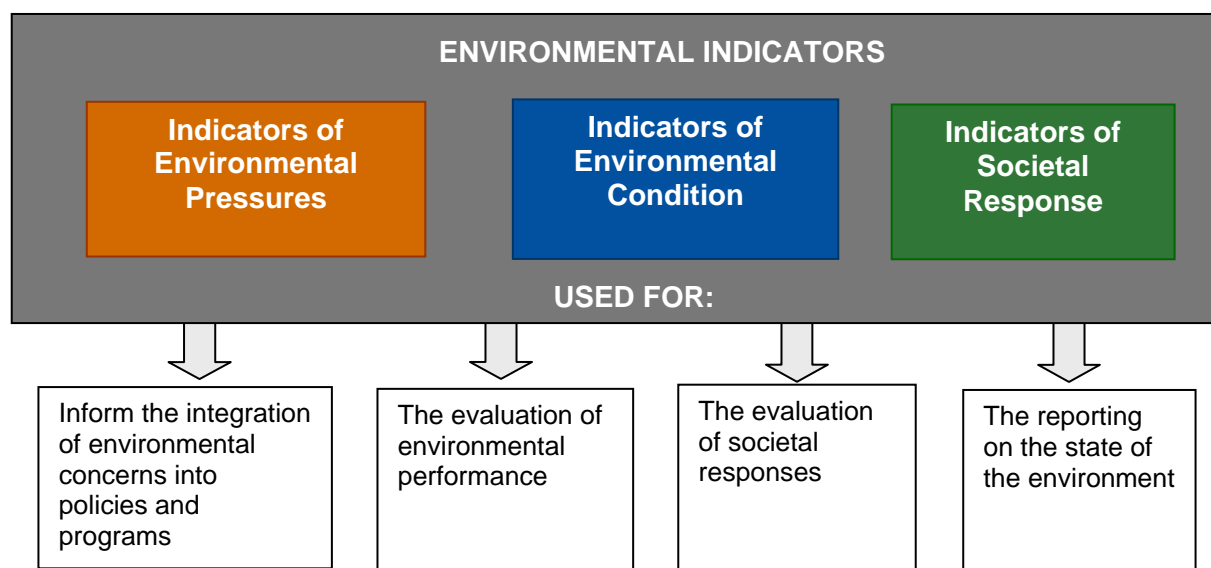 ENVIRONMENTAL INDICATORS
Indicators of
Environmental
Pressures
Indicators of
Environmental
Condition
Indicators of
Societal
Response
USED FOR:
Inform the integration
of environmental
concerns into
policies and
programs
The evaluation of
environmental
performance
The evaluation
of societal
responses
The reporting
on the state of
the environment